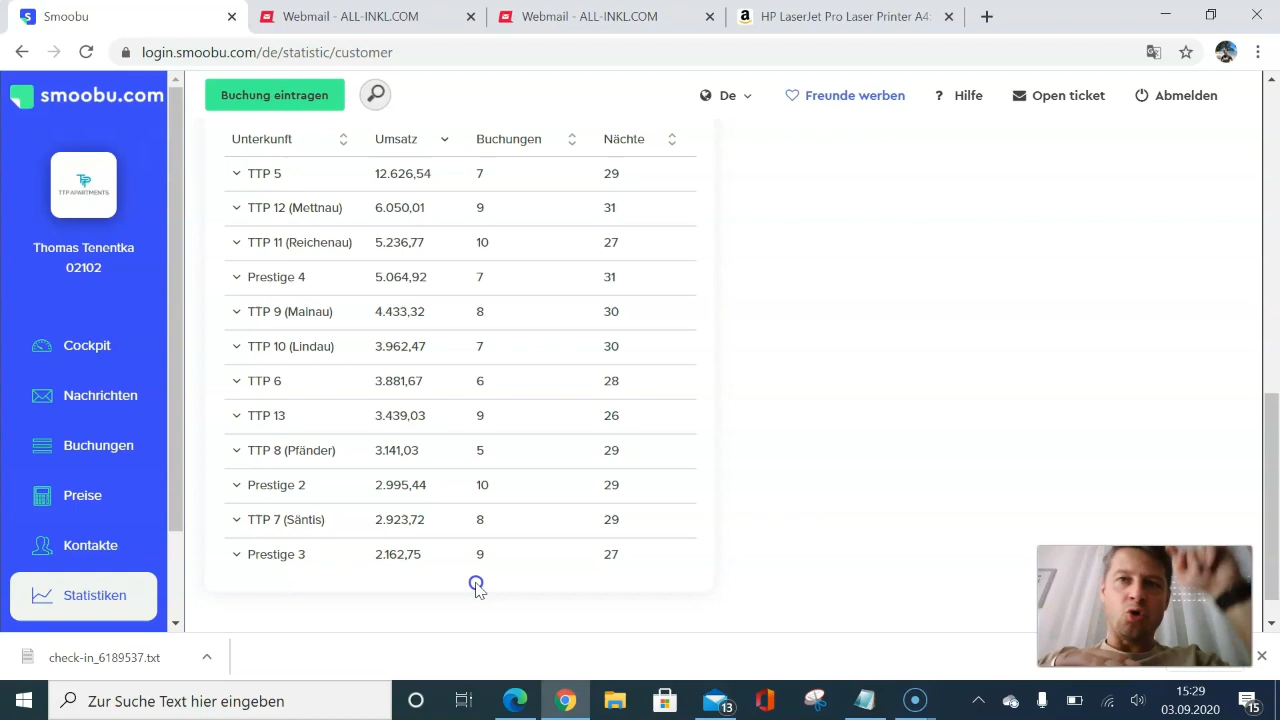 Smoobu
Webmail - ALL-INKL.COM
Webmail - ALL-INKL.COM
HP LaserJet Pro Laser Printer A4:
login.smoobu.com/de/statistic/customer
smoobu.com
Buchung eintragen
De
Freunde werben
? Hilfe
Open ticket
Abmelden
TTP APARTMENTS
Thomas Tenentka
02102
Cockpit
Nachrichten
Buchungen
Preise
Kontakte
Statistiken
Unterkunft Umsatz Buchungen Nächte
TTP 5 12.626,54 7 29
TTP 12 (Mettnau) 6.050,01 9 31
TTP 11 (Reichenau) 5.236,77 10 27
Prestige 4 5.064,92 7 31
TTP 9 (Mainau) 4.433,32 8 30
TTP 10 (Lindau) 3.962,47 7 30
TTP 6 3.881,67 6 28
TTP 13 3.439,03 9 26
TTP 8 (Pfänder) 3.141,03 5 29
Prestige 2 2.995,44 10 29
TTP 7 (Säntis) 2.923,72 8 29
Prestige 3 2.162,75 9 27
check-in_6189537.txt
Zur Suche Text hier eingeben
13
15:29
03.09.2020
15